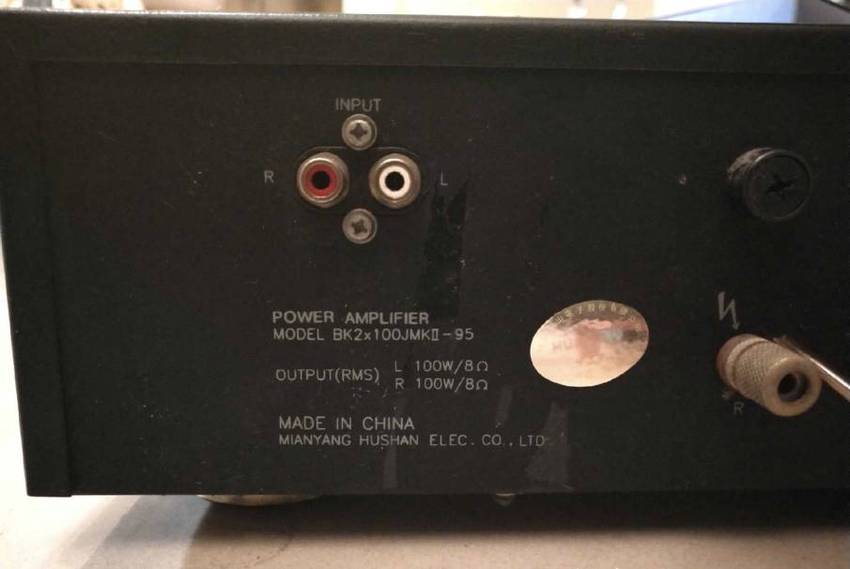 INPUT
R
L
POWER AMPLIFIER
MODEL BK2x100JMKII-95
OUTPUT(RMS) L 100W/8Ω
R 100W/8Ω
R
MADE IN CHINA
MIANYANG HUSHAN ELEC. CO., LTD